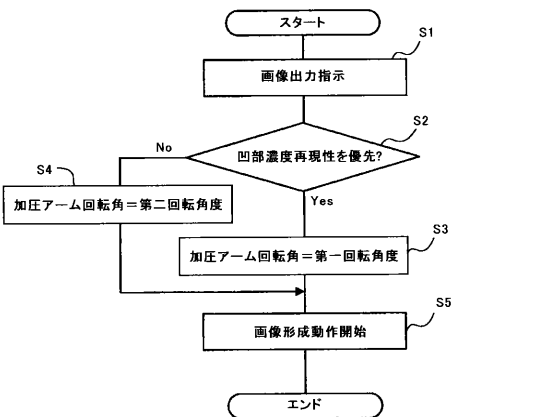 スタート
S1
画像出力指示
S2
凹部濃度再現性を優先?
No
S4
加圧アーム回転角=第二回転角度
Yes
S3
加圧アーム回転角=第一回転角度
S5
画像形成動作開始
エンド